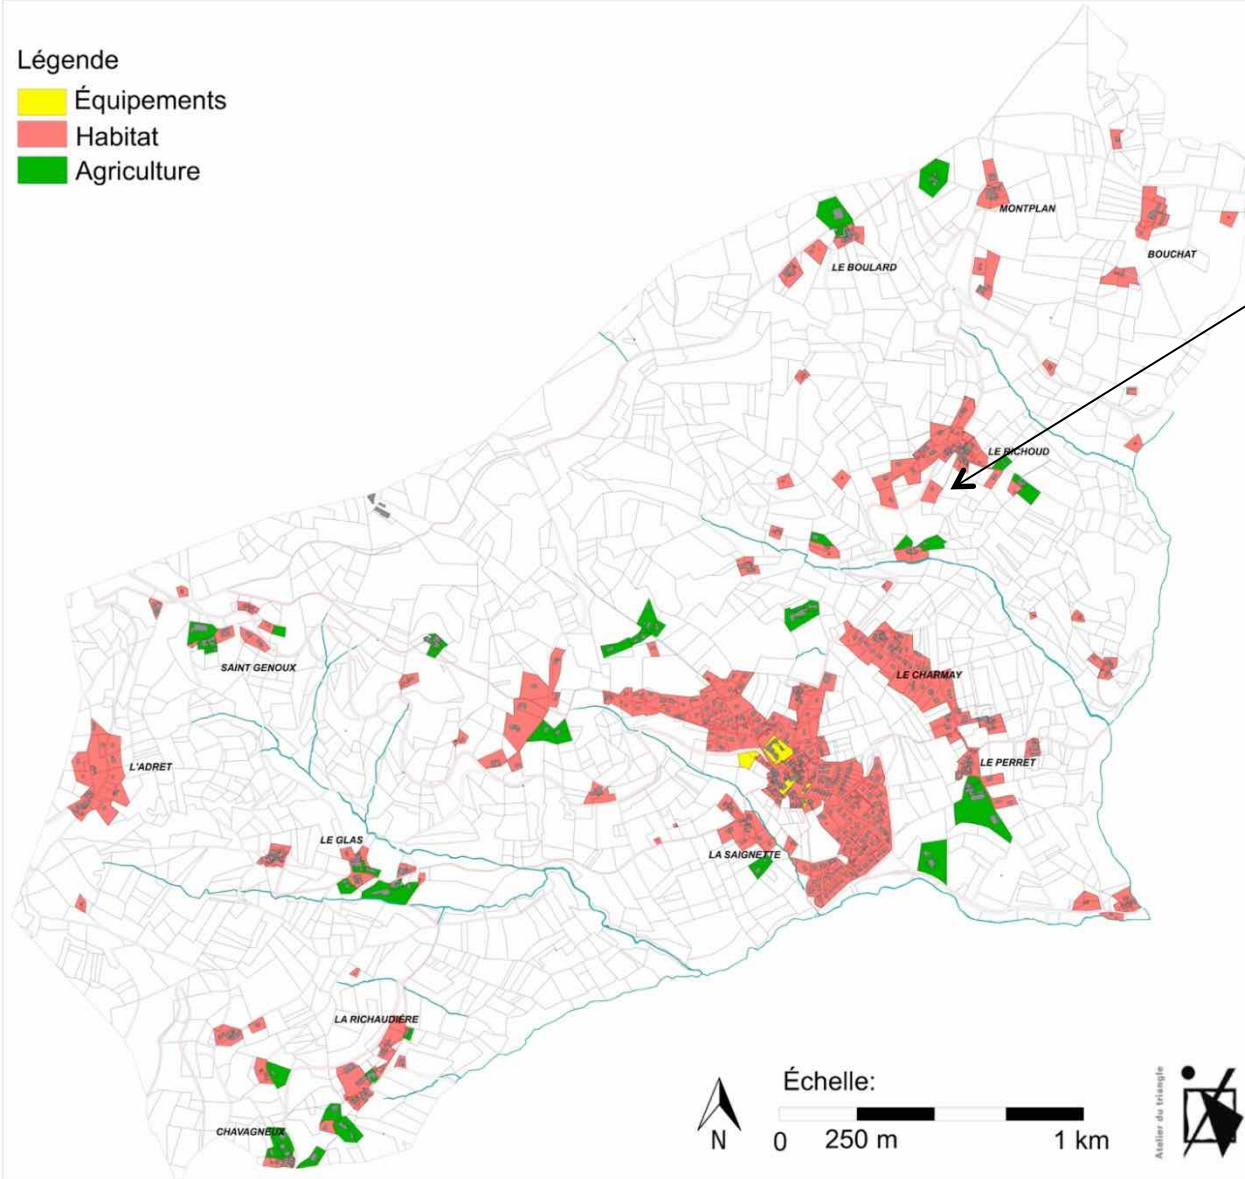 Légende
Équipements
Habitat
Agriculture
MONTPLAN
BOUCHAT
LE BOULARD
LE RICHOUD
SAINT GENOUX
LE CHARMAY
L'ADRET
LE PERRET
LE GLAS
LA SAIGNETTE
LA RICHAUDIÈRE
CHAVAGNEUX
Échelle:
N
0 250 m 1 km
Atelier du triangle